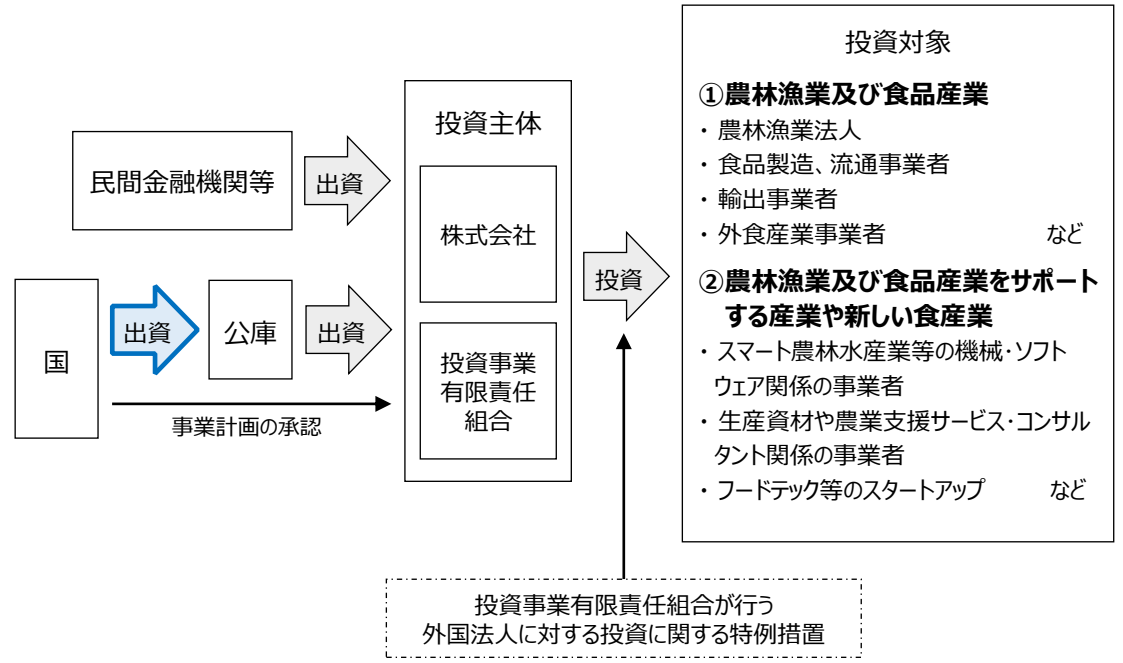 民間金融機関等
出資
国
出資
公庫
出資
事業計画の承認
投資主体
株式会社
投資事業
有限責任
組合
投資
投資対象
①農林漁業及び食品産業
・ 農林漁業法人
・ 食品製造、流通事業者
・ 輸出事業者
・ 外食産業事業者 など
②農林漁業及び食品産業をサポート
する産業や新しい食産業
・ スマート農林水産業等の機械・ソフト
ウェア関係の事業者
・ 生産資材や農業支援サービス・コンサル
タント関係の事業者
・ フードテック等のスタートアップ など
投資事業有限責任組合が行う
外国法人に対する投資に関する特例措置